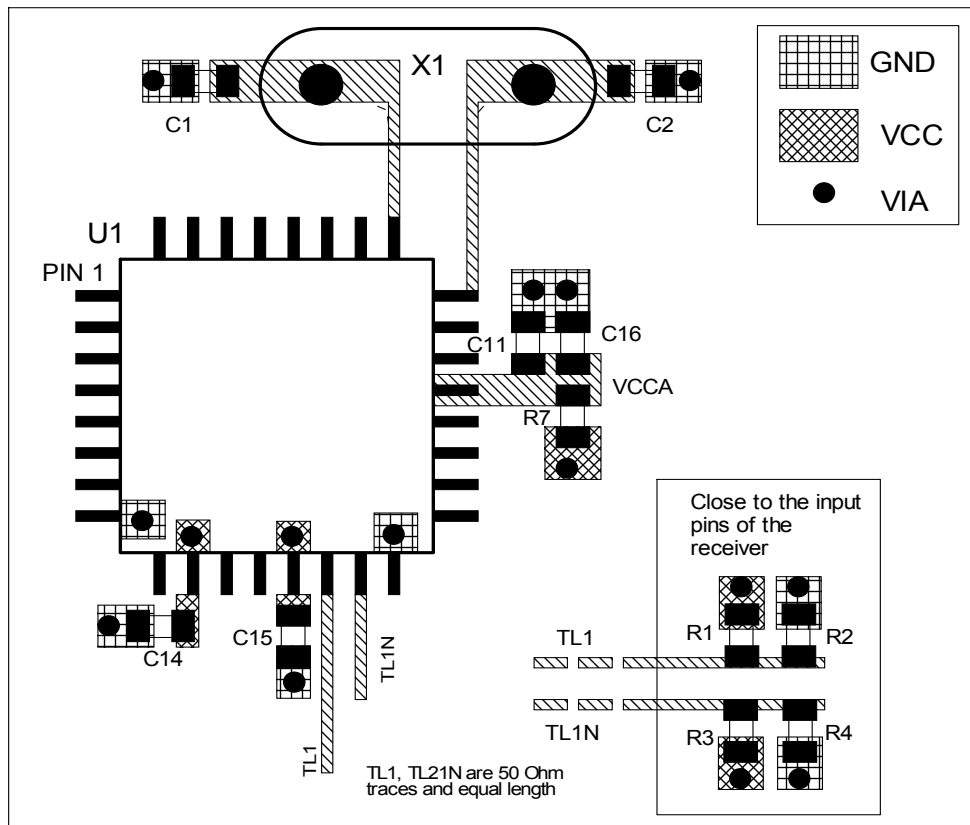 X1
C1
C2
GND
VCC
VIA
U1
PIN 1
C11
C16
VCCA
R7
Close to the input
pins of the
receiver
R1
R2
TL1
TL1N
R3
R4
C14
C15
TL1N
TL1
TL1, TL21N are 50 Ohm
traces and equal length